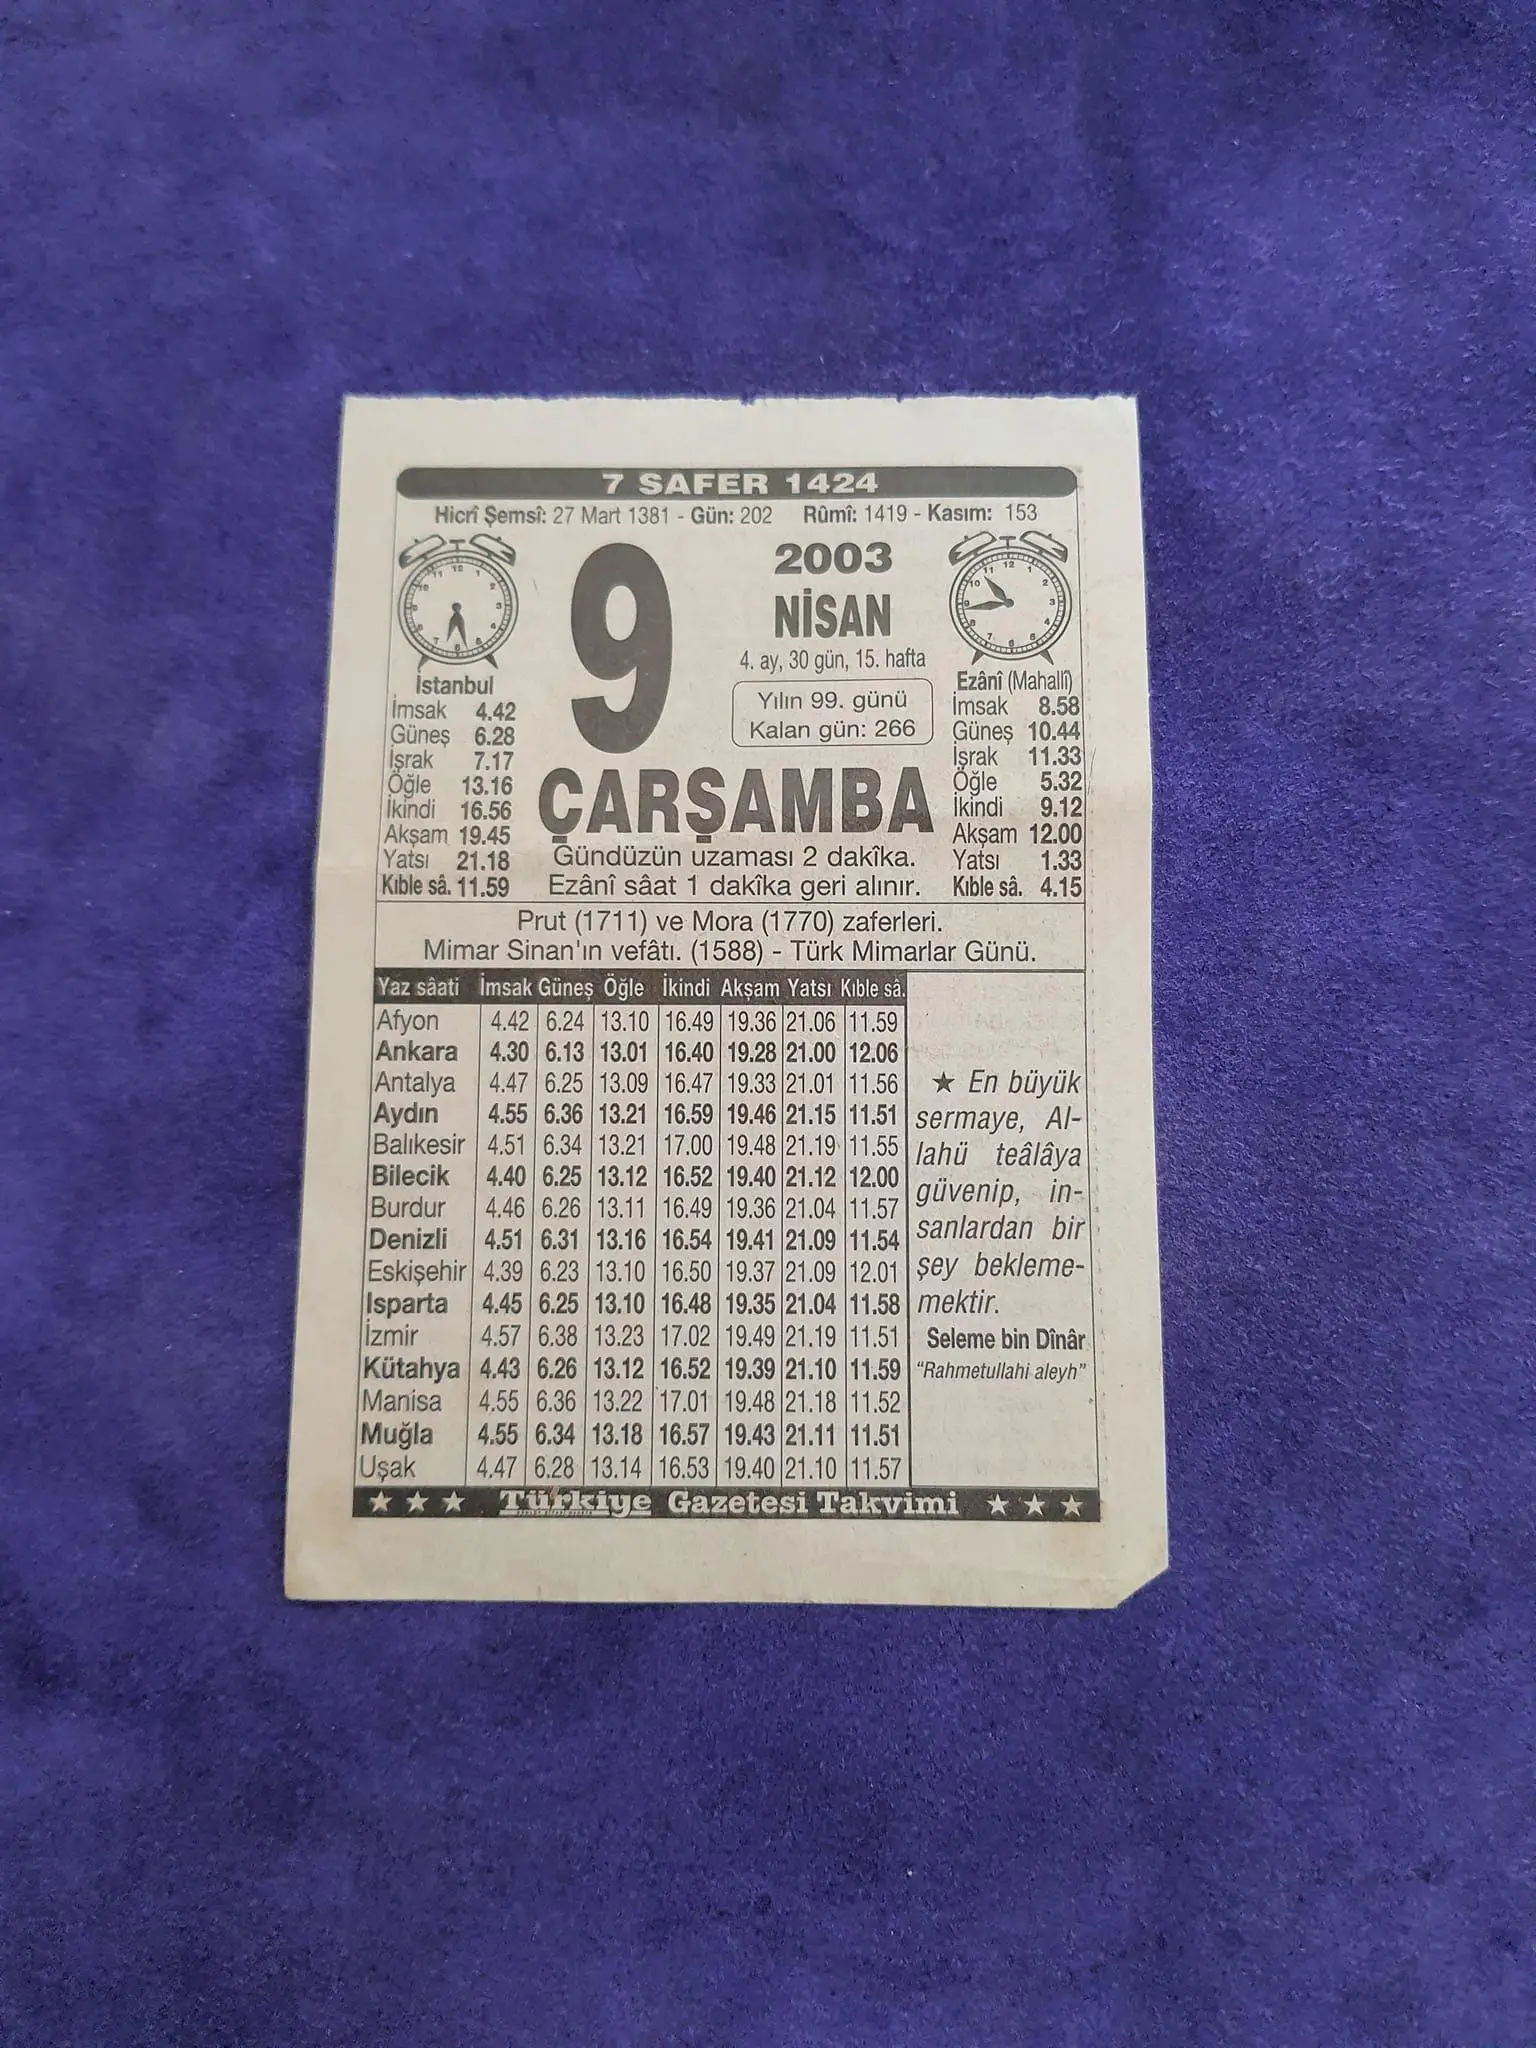 7 SAFER 1424
Hicrî Şemsî: 27 Mart 1381 - Gün: 202 Rûmî: 1419 - Kasım: 153
9
2003
NİSAN
4. ay, 30 gün, 15. hafta
Yılın 99. günü
Kalan gün: 266
İstanbul
İmsak 4.42
Güneş 6.28
İşrak 7.17
Öğle 13.16
İkindi 16.56
Akşam 19.45
Yatsı 21.18
Kıble sâ. 11.59
Ezânî (Mahallî)
İmsak 8.58
Güneş 10.44
İşrak 11.33
Öğle 5.32
İkindi 9.12
Akşam 12.00
Yatsı 1.33
Kıble sâ. 4.15
ÇARŞAMBA
Gündüzün uzaması 2 dakîka.
Ezânî sâat 1 dakîka geri alınır.
Prut (1711) ve Mora (1770) zaferleri.
Mimar Sinan'ın vefâtı. (1588) - Türk Mimarlar Günü.
Yaz sâati İmsak Güneş Öğle İkindi Akşam Yatsı Kıble sâ.
Afyon 4.42 6.24 13.10 16.49 19.36 21.06 11.59
Ankara 4.30 6.13 13.01 16.40 19.28 21.00 12.06
Antalya 4.47 6.25 13.09 16.47 19.33 21.01 11.56
Aydın 4.55 6.36 13.21 16.59 19.46 21.15 11.51
Balıkesir 4.51 6.34 13.21 17.00 19.48 21.19 11.55
Bilecik 4.40 6.25 13.12 16.52 19.40 21.12 12.00
Burdur 4.46 6.26 13.11 16.49 19.36 21.04 11.57
Denizli 4.51 6.31 13.16 16.54 19.41 21.09 11.54
Eskişehir 4.39 6.23 13.10 16.50 19.37 21.09 12.01
Isparta 4.45 6.25 13.10 16.48 19.35 21.04 11.58
İzmir 4.57 6.38 13.23 17.02 19.49 21.19 11.51
Kütahya 4.43 6.26 13.12 16.52 19.39 21.10 11.59
Manisa 4.55 6.36 13.22 17.01 19.48 21.18 11.52
Muğla 4.55 6.34 13.18 16.57 19.43 21.11 11.51
Uşak 4.47 6.28 13.14 16.53 19.40 21.10 11.57
★ En büyük
sermaye, Al-
lahü teâlâya
güvenip, in-
sanlardan bir
şey bekleme-
mektir.
Seleme bin Dînâr
"Rahmetullahi aleyh"
★ ★ ★ Türkiye Gazetesi Takvimi ★ ★ ★